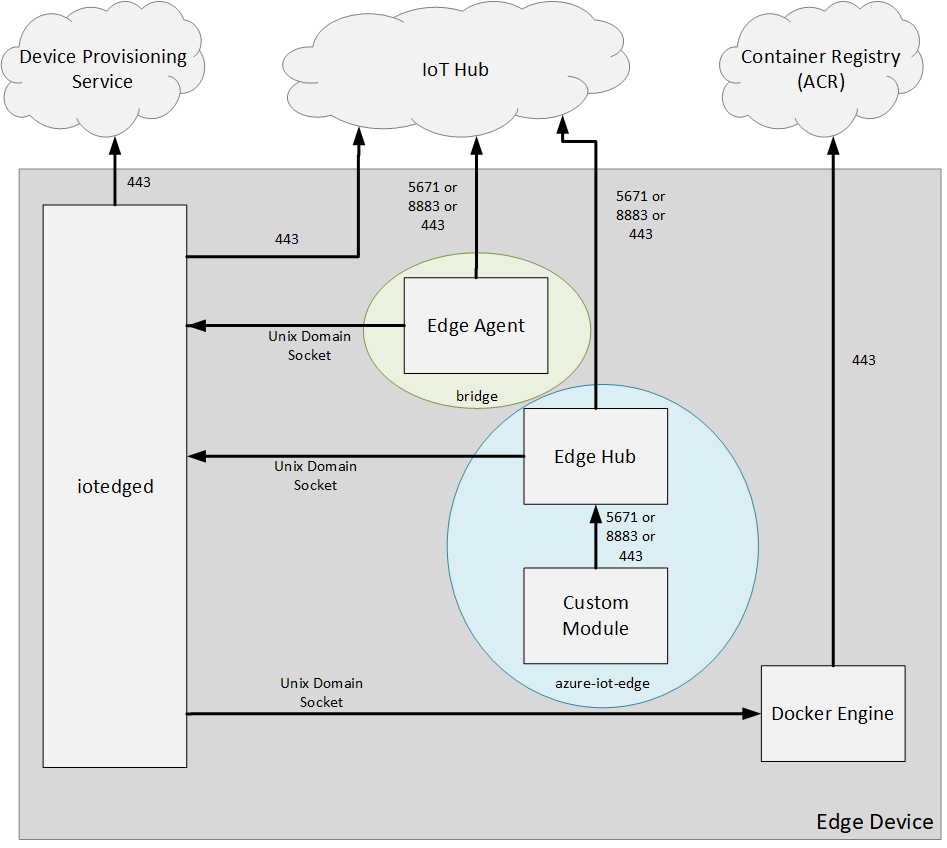 Device Provisioning
Service
IoT Hub
Container Registry
(ACR)
443
5671 or
8883 or
443
5671 or
8883 or
443
443
Edge Agent
Unix Domain
Socket
443
bridge
Edge Hub
Unix Domain
Socket
iotedged
5671 or
8883 or
443
Custom
Module
azure-iot-edge
Unix Domain
Socket
Docker Engine
Edge Device